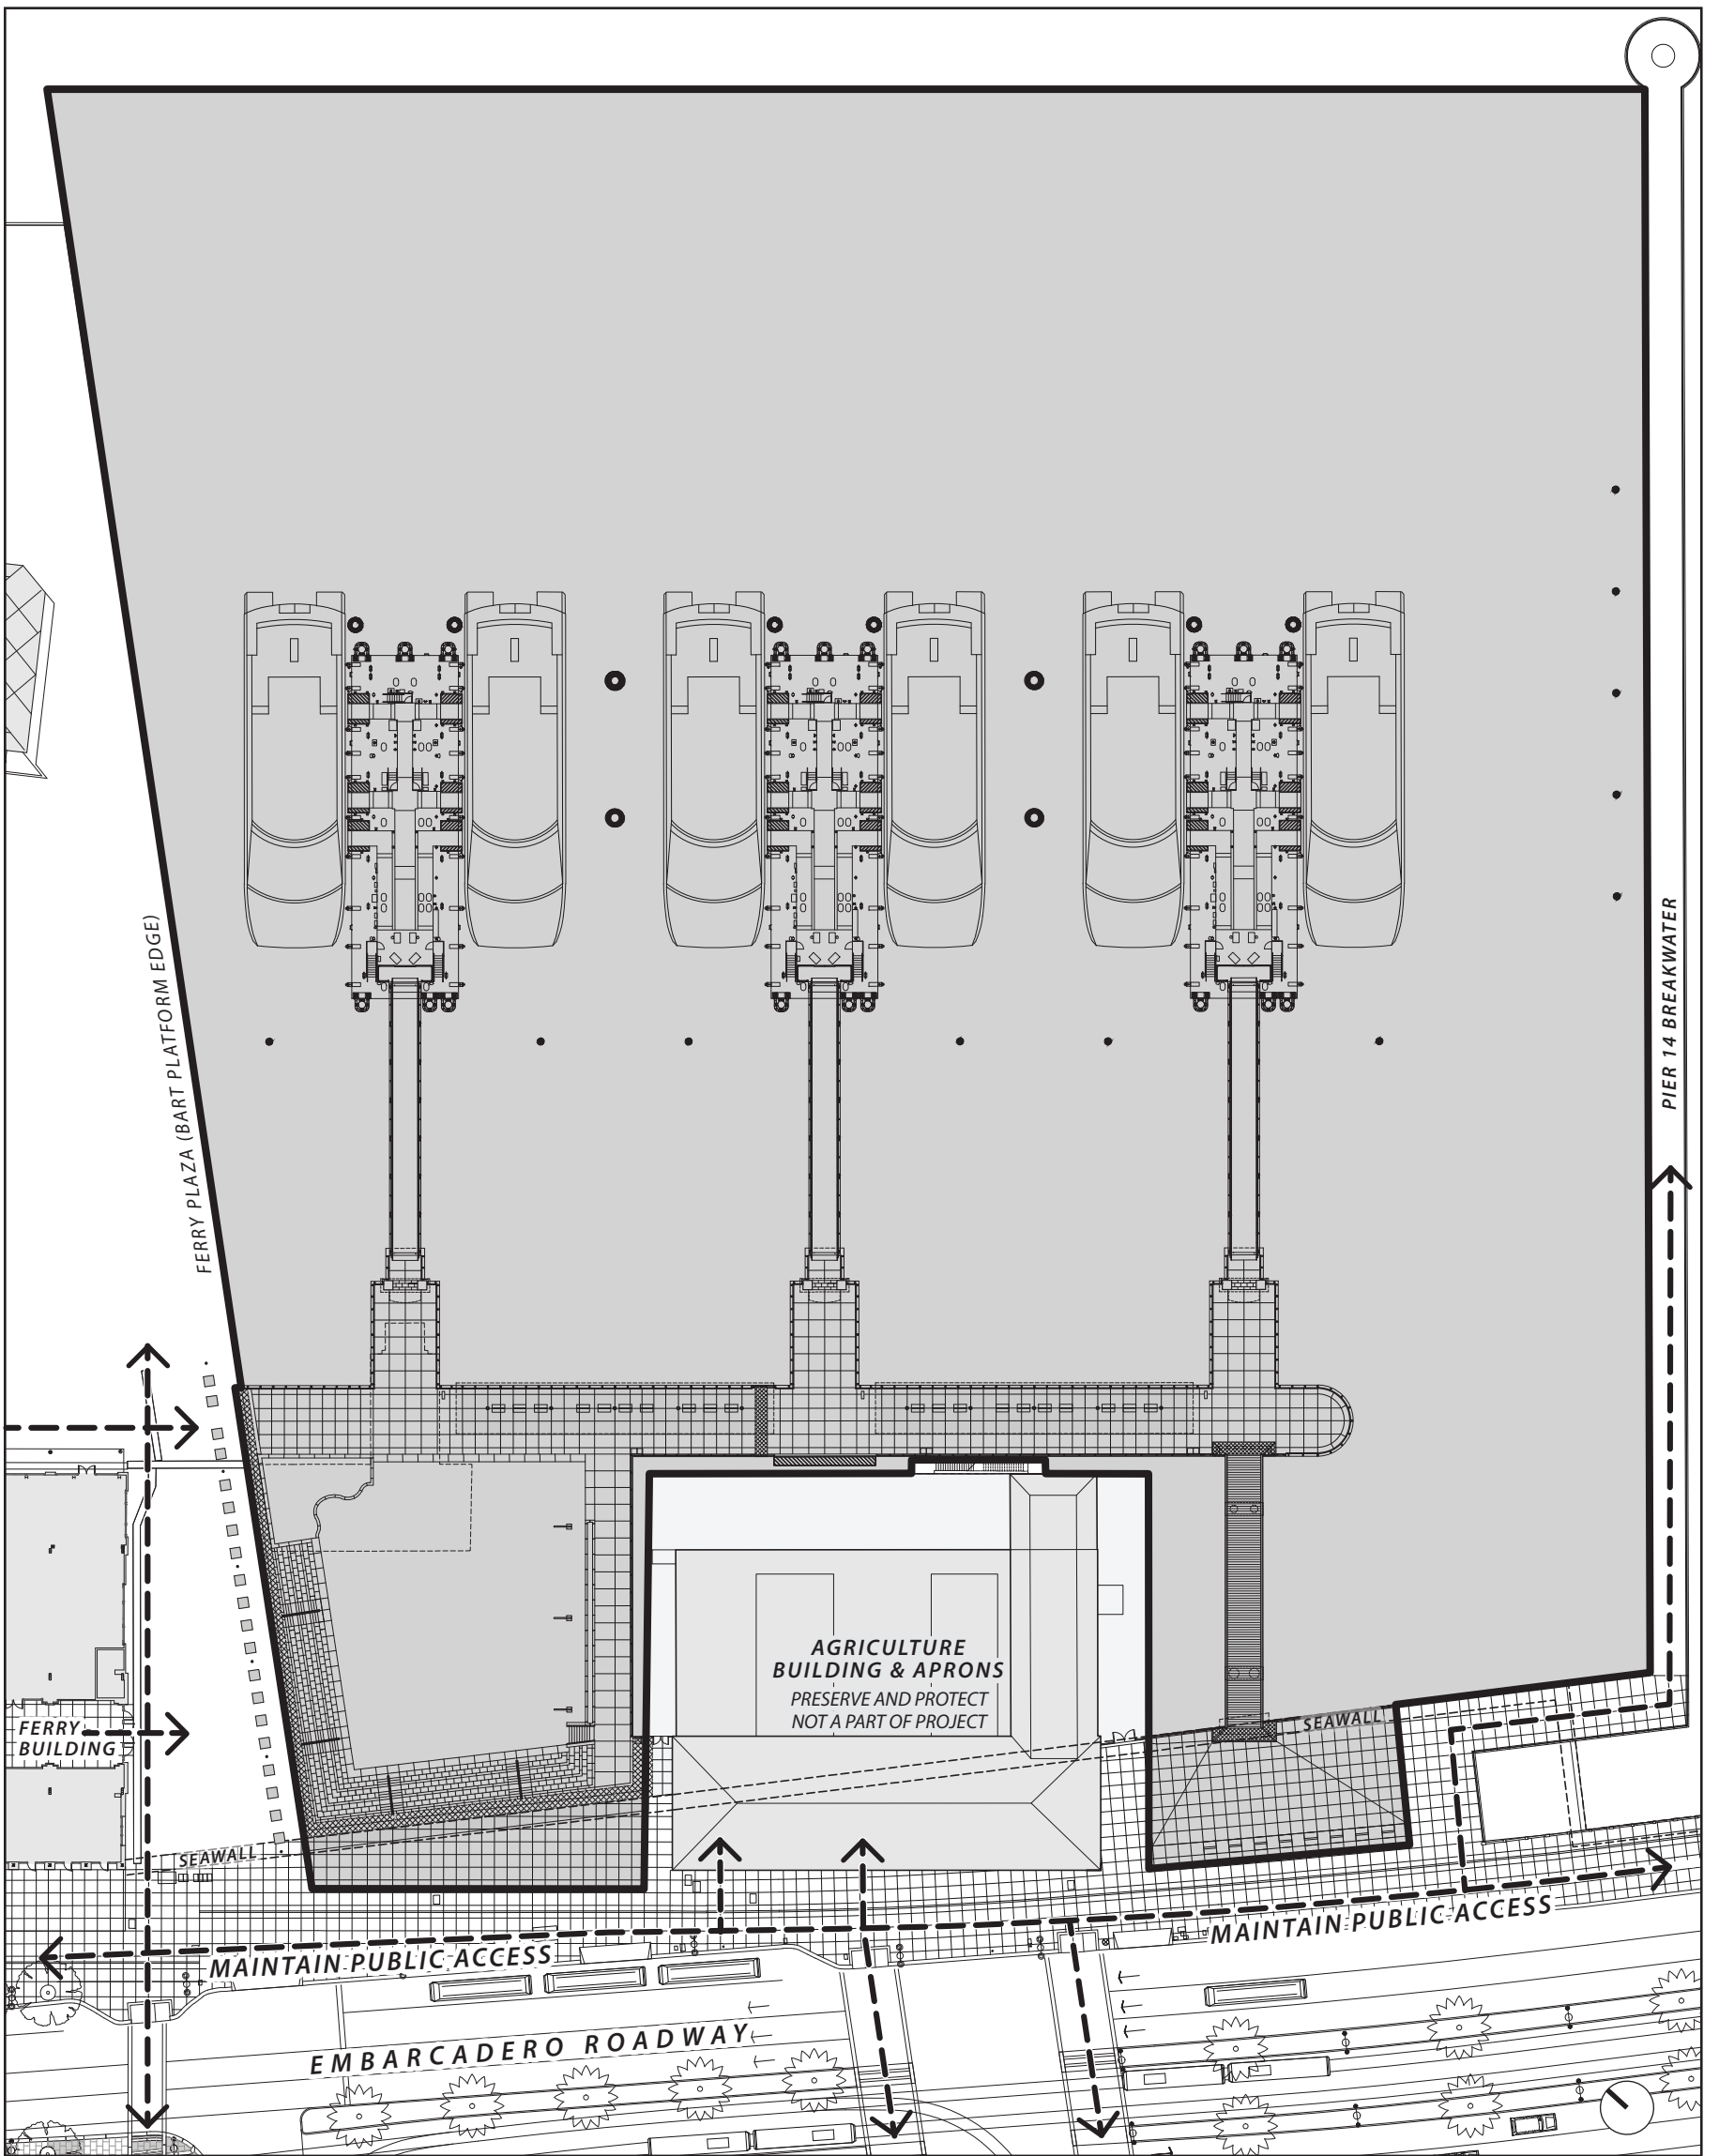 FERRY PLAZA (BART PLATFORM EDGE)
PIER 14 BREAKWATER
AGRICULTURE
BUILDING & APRONS
PRESERVE AND PROTECT
NOT A PART OF PROJECT
SEAWALL
FERRY
BUILDING
SEAWALL
MAINTAIN PUBLIC ACCESS
MAINTAIN PUBLIC ACCESS
EMBARCADERO ROADWAY